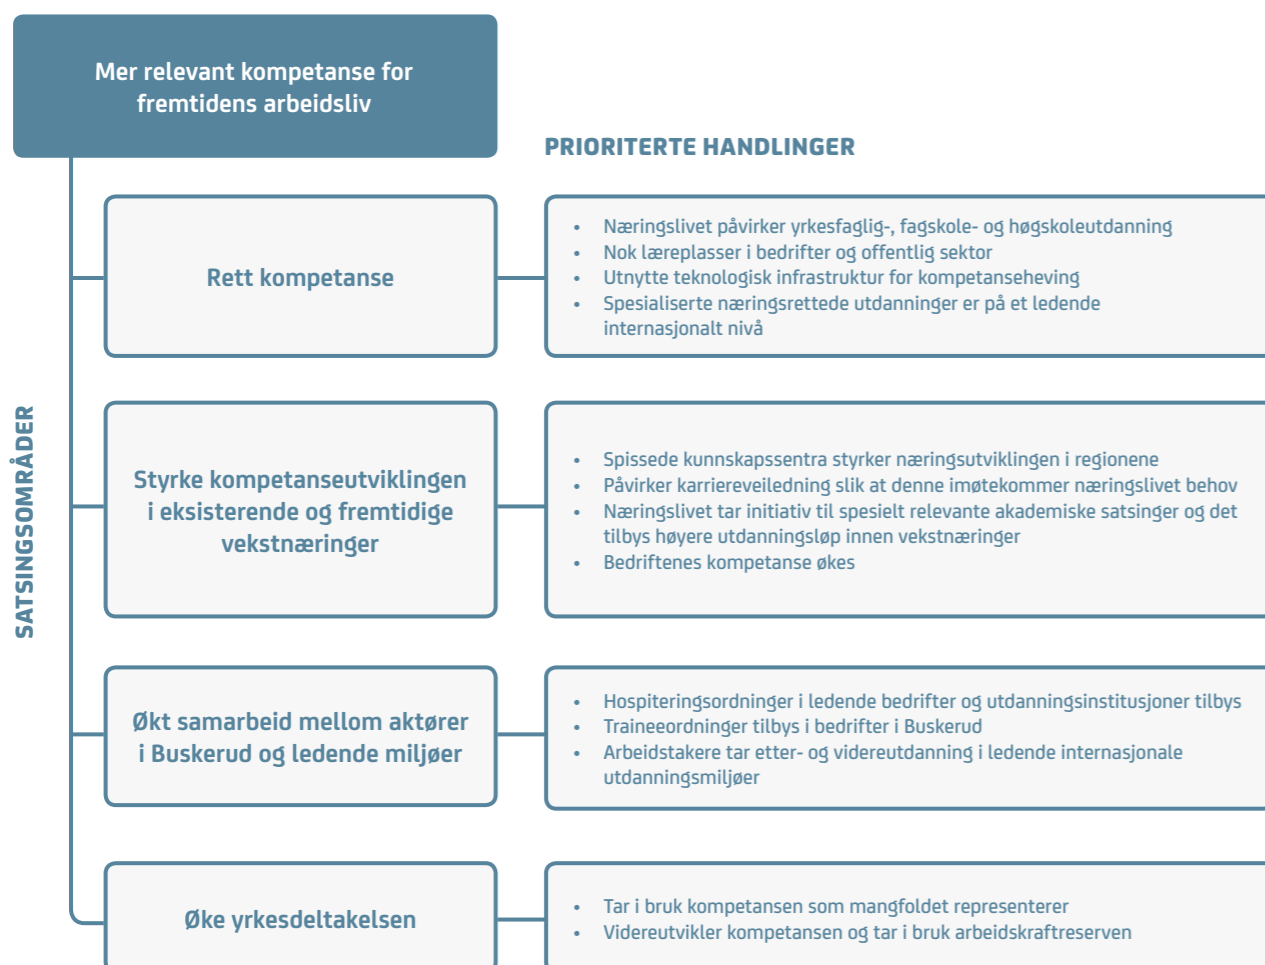 Mer relevant kompetanse for
fremtidens arbeidsliv
PRIORITERTE HANDLINGER
SATSINGSOMRÅDER
Rett kompetanse
• Næringslivet påvirker yrkesfaglig-, fagskole- og høgskoleutdanning
• Nok læreplasser i bedrifter og offentlig sektor
• Utnytte teknologisk infrastruktur for kompetanseheving
• Spesialiserte næringsrettede utdanninger er på et ledende
internasjonalt nivå
Styrke kompetanseutviklingen
i eksisterende og fremtidige
vekstnæringer
• Spissede kunnskapssentra styrker næringsutviklingen i regionene
• Påvirker karriereveiledning slik at denne imøtekommer næringslivet behov
• Næringslivet tar initiativ til spesielt relevante akademiske satsinger og det
tilbys høyere utdanningsløp innen vekstnæringer
• Bedriftenes kompetanse økes
Økt samarbeid mellom aktører
i Buskerud og ledende miljøer
• Hospiteringsordninger i ledende bedrifter og utdanningsinstitusjoner tilbys
• Traineeordninger tilbys i bedrifter i Buskerud
• Arbeidstakere tar etter- og videreutdanning i ledende internasjonale
utdanningsmiljøer
Øke yrkesdeltakelsen
• Tar i bruk kompetansen som mangfoldet representerer
• Videreutvikler kompetansen og tar i bruk arbeidskraftreserven